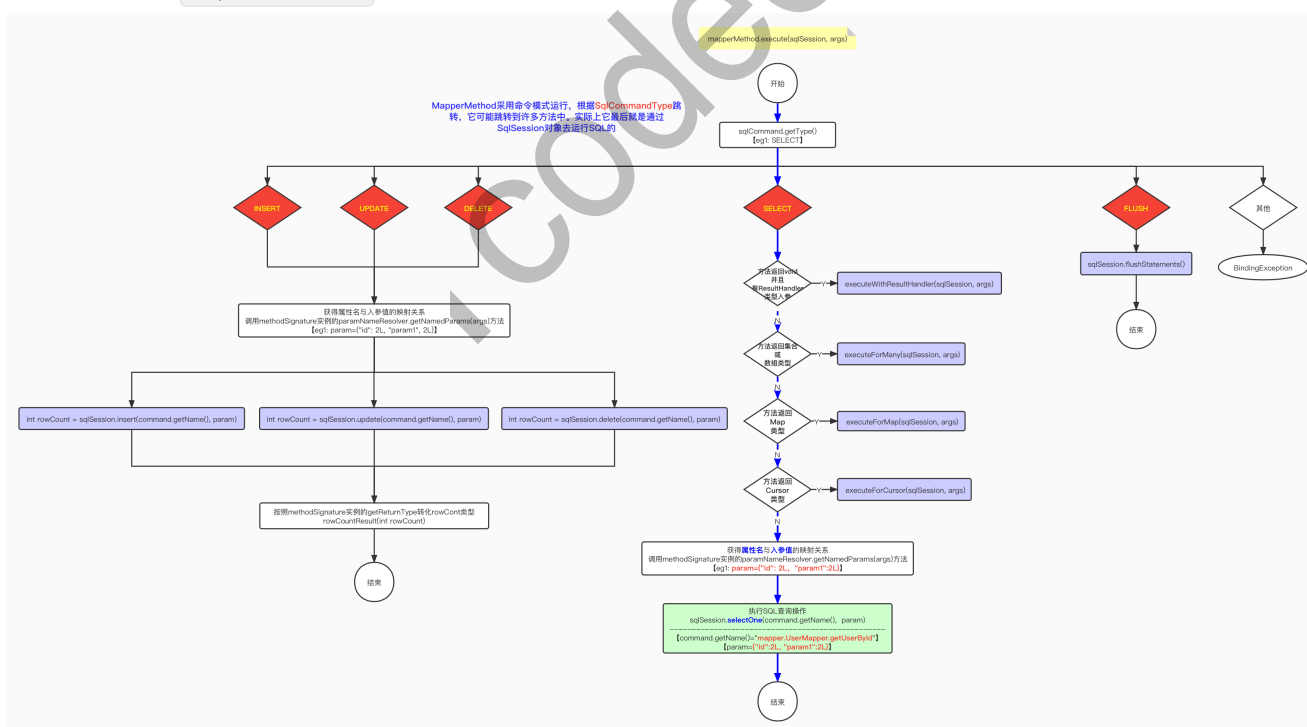 mapperMethod.execute(sqlSession, args)
开始
MapperMethod采用命令模式运行，根据SqlCommandType跳
转，它可能跳转到许多方法中，实际上它最后就是通过
SqlSession对象去运行SQL的
sqlCommand.getType()
【eg1: SELECT】
INSERT
UPDATE
DELETE
SELECT
FLUSH
其他
sqlSession.flushStatements()
BindingException
结束
方法返回void
并且
有ResultHandler
类型入参
Y
executeWithResultHandler(sqlSession, args)
N
方法返回集合
或
数组类型
Y
executeForMany(sqlSession, args)
N
方法返回
Map
类型
Y
executeForMap(sqlSession, args)
N
方法返回
Cursor
类型
Y
executeForCursor(sqlSession, args)
N
获得属性名与入参值的映射关系
调用methodSignature实例的paramNameResolver.getNamedParams(args)方法
【eg1: param={"id": 2L, "param1", 2L}】
int rowCount = sqlSession.insert(command.getName(), param)
int rowCount = sqlSession.update(command.getName(), param)
int rowCount = sqlSession.delete(command.getName(), param)
按照methodSignature实例的getReturnType转化rowCont类型
rowCountResult(int rowCount)
结束
获得属性名与入参值的映射关系
调用methodSignature实例的paramNameResolver.getNamedParams(args)方法
【eg1: param={"id": 2L, "param1":2L}】
执行SQL查询操作
sqlSession.selectOne(command.getName(), param)
【command.getName()="mapper.UserMapper.getUserById"】
【param={"id":2L, "param1":2L}】
结束